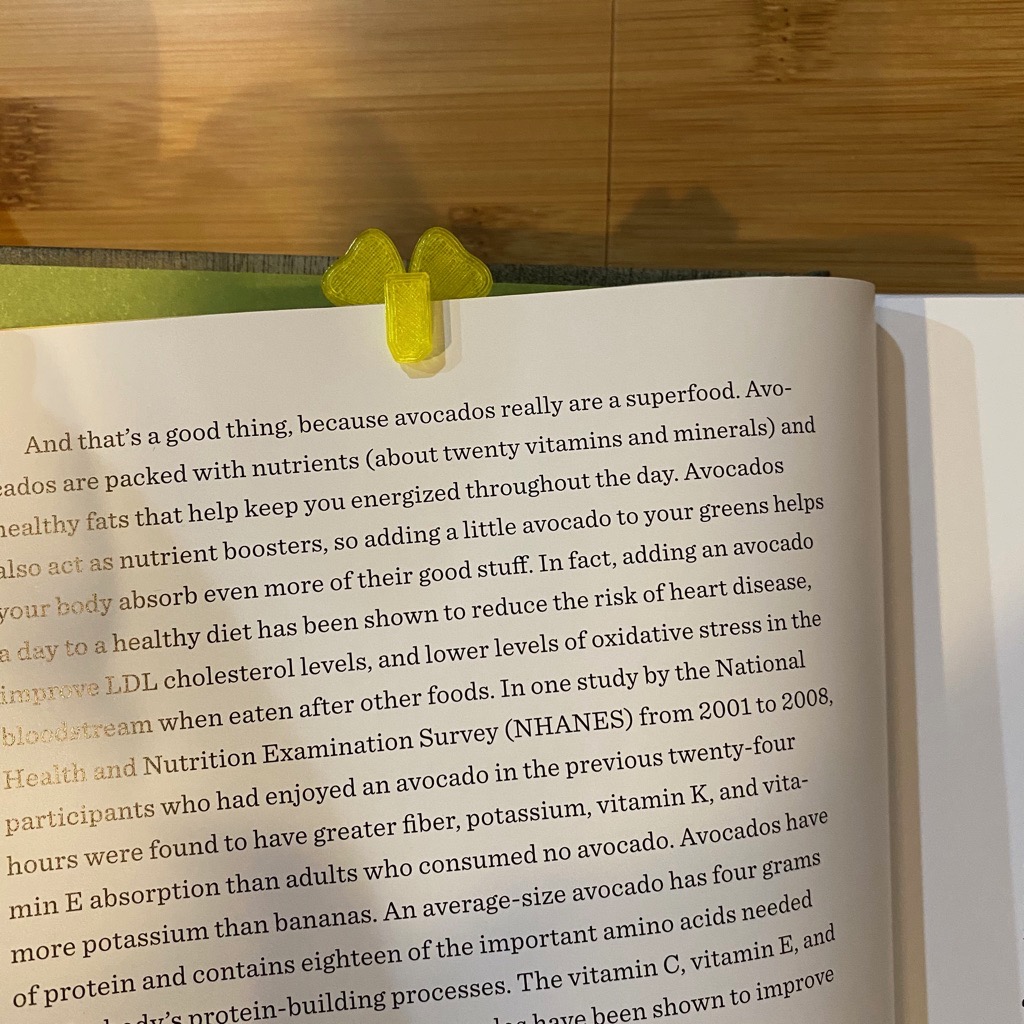 And that's a good thing, because avocados really are a superfood. Avo-
cados are packed with nutrients (about twenty vitamins and minerals) and
healthy fats that help keep you energized throughout the day. Avocados
also act as nutrient boosters, so adding a little avocado to your greens helps
your body absorb even more of their good stuff. In fact, adding an avocado
a day to a healthy diet has been shown to reduce the risk of heart disease,
improve LDL cholesterol levels, and lower levels of oxidative stress in the
bloodstream when eaten after other foods. In one study by the National
Health and Nutrition Examination Survey (NHANES) from 2001 to 2008,
participants who had enjoyed an avocado in the previous twenty-four
hours were found to have greater fiber, potassium, vitamin K, and vita-
min E absorption than adults who consumed no avocado. Avocados have
more potassium than bananas. An average-size avocado has four grams
of protein and contains eighteen of the important amino acids needed
protein-building processes. The vitamin C, vitamin E, and
have been shown to improve